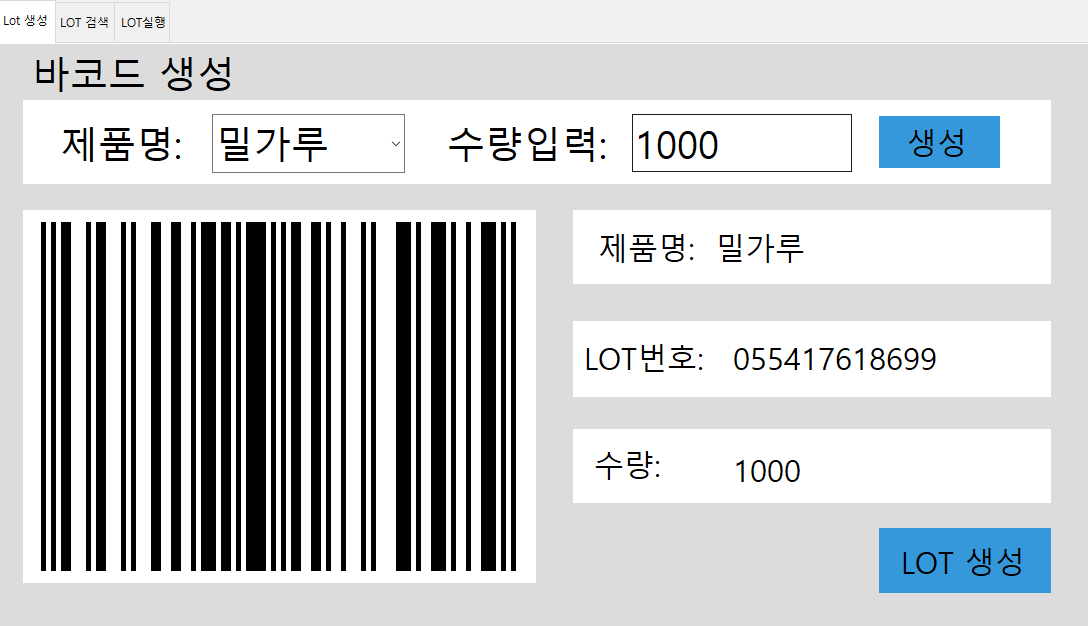 Lot 생성 LOT 검색 LOT실행
바코드 생성
제품명: 밀가루 수량입력: 1000 생성
제품명: 밀가루
LOT번호: 055417618699
수량: 1000
LOT 생성